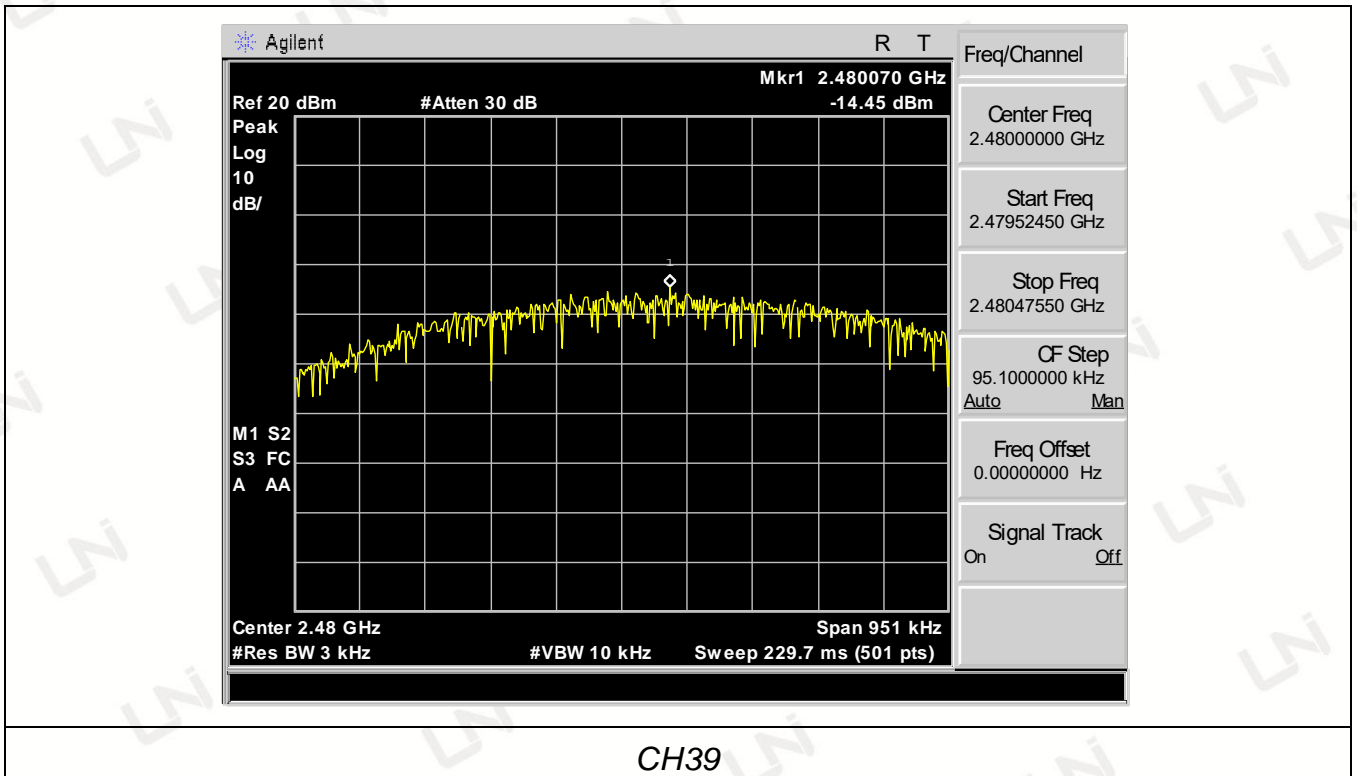 Agilent R T
Mkr1 2.480070 GHz
Ref 20 dBm #Atten 30 dB -14.45 dBm
Peak
Log
10
dB/
1
M1 S2
S3 FC
A AA
Center 2.48 GHz Span 951 kHz
#Res BW 3 kHz #VBW 10 kHz Sweep 229.7 ms (501 pts)
Freq/Channel
Center Freq
2.48000000 GHz
Start Freq
2.47952450 GHz
Stop Freq
2.48047550 GHz
CF Step
95.1000000 kHz
Auto Man
Freq Offset
0.00000000 Hz
Signal Track
On Off
CH39